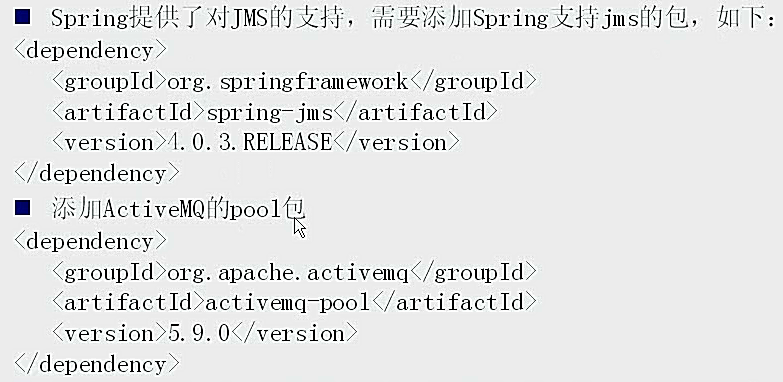 ■ Spring提供了对JMS的支持，需要添加Spring支持jms的包，如下：
<dependency>
<groupId>org.springframework</groupId>
<artifactId>spring-jms</artifactId>
<version>4.0.3.RELEASE</version>
</dependency>
■ 添加ActiveMQ的pool包
<dependency>
<groupId>org.apache.activemq</groupId>
<artifactId>activemq-pool</artifactId>
<version>5.9.0</version>
</dependency>